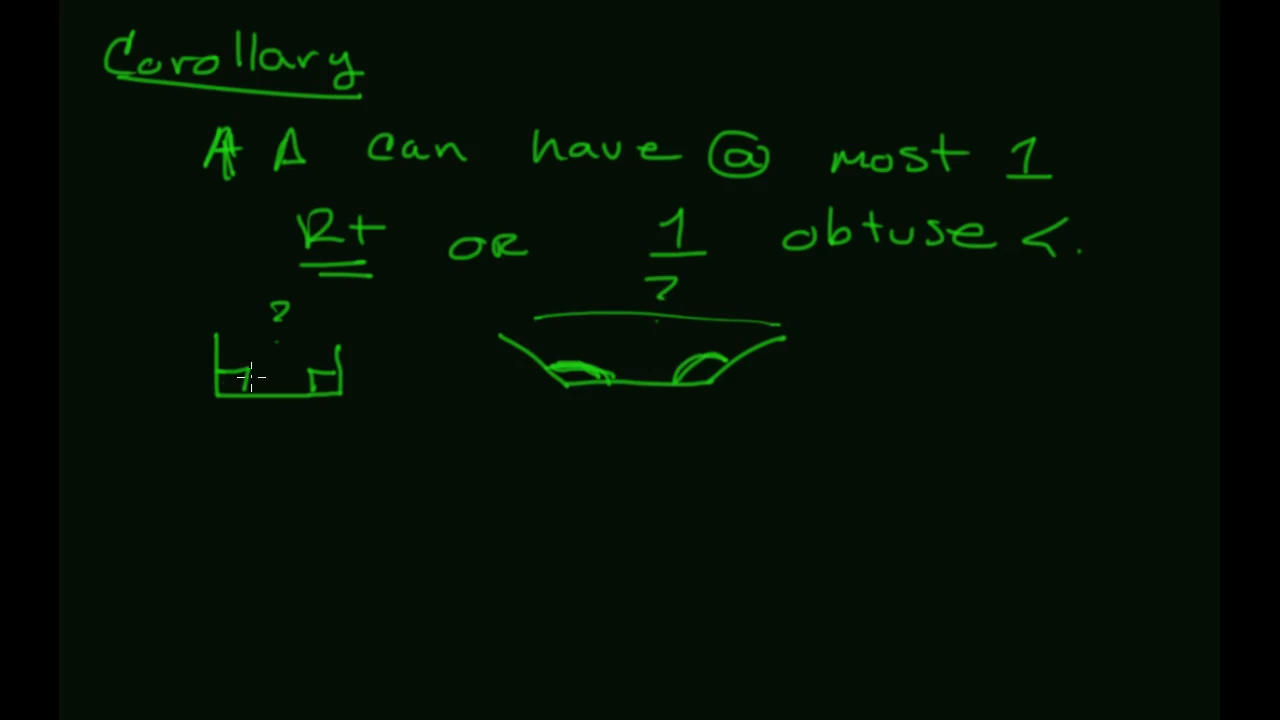 Corollary
A Δ can have @ most 1
Rt or 1 obtuse <.
? ?